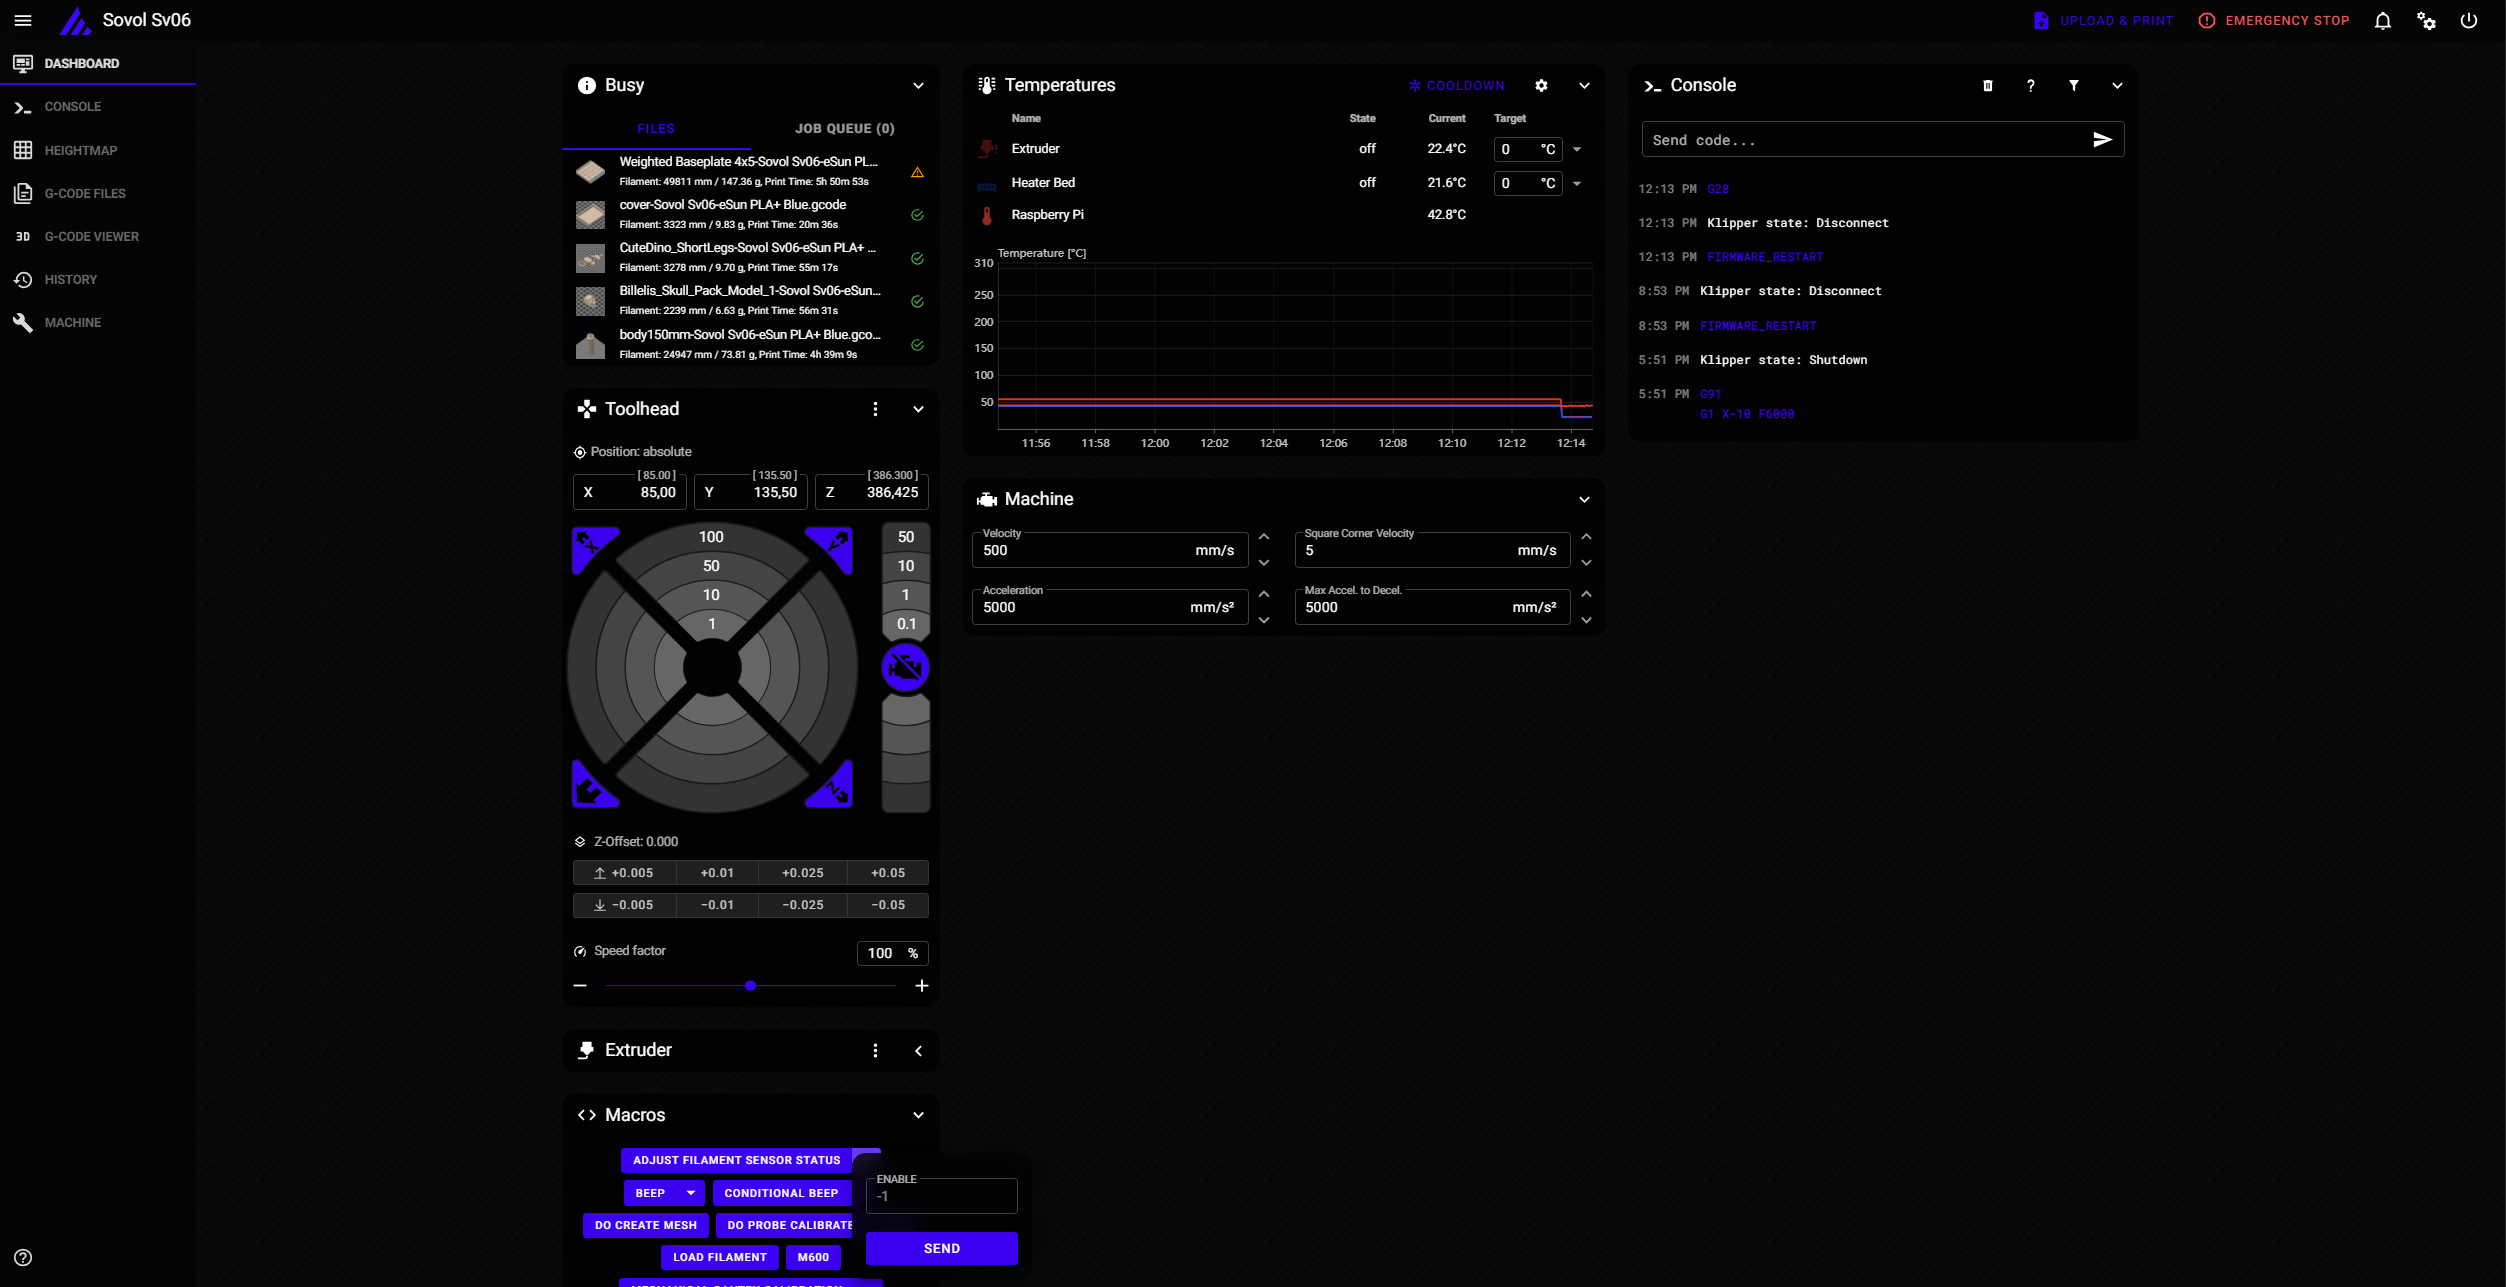 Sovol Sv06
UPLOAD & PRINT
EMERGENCY STOP
DASHBOARD
CONSOLE
HEIGHTMAP
G-CODE FILES
3D G-CODE VIEWER
HISTORY
MACHINE
Busy
FILES
JOB QUEUE (0)
Weighted Baseplate 4x5-Sovol Sv06-eSun PL...
Filament: 49811 mm / 147.36 g, Print Time: 5h 50m 53s
cover-Sovol Sv06-eSun PLA+ Blue.gcode
Filament: 3323 mm / 9.83 g, Print Time: 20m 36s
CuteDino_ShortLegs-Sovol Sv06-eSun PLA+ ...
Filament: 3278 mm / 9.70 g, Print Time: 55m 17s
Billelis_Skull_Pack_Model_1-Sovol Sv06-eSun...
Filament: 2239 mm / 6.63 g, Print Time: 56m 31s
body150mm-Sovol Sv06-eSun PLA+ Blue.gco...
Filament: 24947 mm / 73.81 g, Print Time: 4h 39m 9s
Toolhead
Position: absolute
[ 85.00 ]
X 85,00
[ 135.50 ]
Y 135,50
[ 386.300 ]
Z 386,425
100
50
10
1
50
10
1
0.1
X
Y
Z
Z-Offset: 0.000
+0.005 +0.01 +0.025 +0.05
−0.005 −0.01 −0.025 −0.05
Speed factor
100 %
Extruder
Macros
ADJUST FILAMENT SENSOR STATUS
BEEP
CONDITIONAL BEEP
DO CREATE MESH
DO PROBE CALIBRATE
LOAD FILAMENT
M600
MECHANICAL GANTRY CALIBRATION
ENABLE
-1
SEND
Temperatures
COOLDOWN
Name State Current Target
Extruder off 22.4°C 0 °C
Heater Bed off 21.6°C 0 °C
Raspberry Pi 42.8°C
Temperature [°C]
310
250
200
150
100
50
11:56 11:58 12:00 12:02 12:04 12:06 12:08 12:10 12:12 12:14
Machine
Velocity
500 mm/s
Square Corner Velocity
5 mm/s
Acceleration
5000 mm/s²
Max Accel. to Decel.
5000 mm/s²
Console
Send code...
12:13 PM G28
12:13 PM Klipper state: Disconnect
12:13 PM FIRMWARE_RESTART
8:53 PM Klipper state: Disconnect
8:53 PM FIRMWARE_RESTART
5:51 PM Klipper state: Shutdown
5:51 PM G91
G1 X-10 F6000